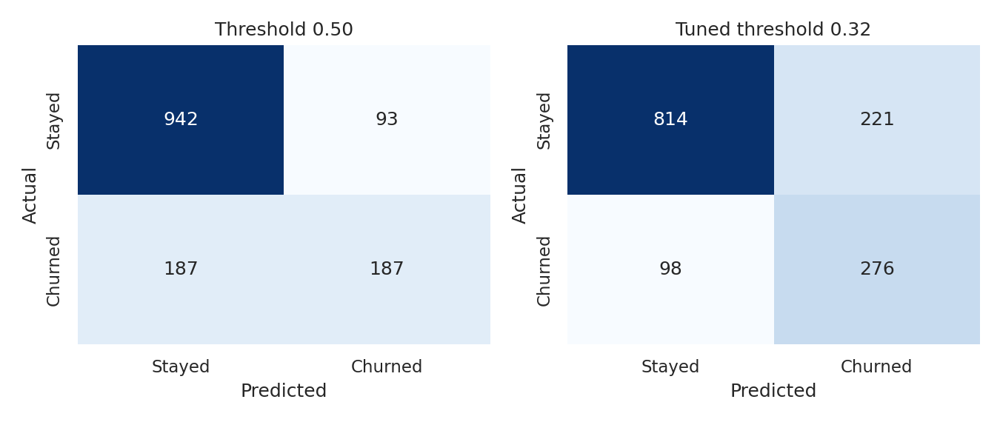 Threshold 0.50
Actual
Stayed
942
93
Churned
187
187
Stayed
Churned
Predicted
Tuned threshold 0.32
Actual
Stayed
814
221
Churned
98
276
Stayed
Churned
Predicted